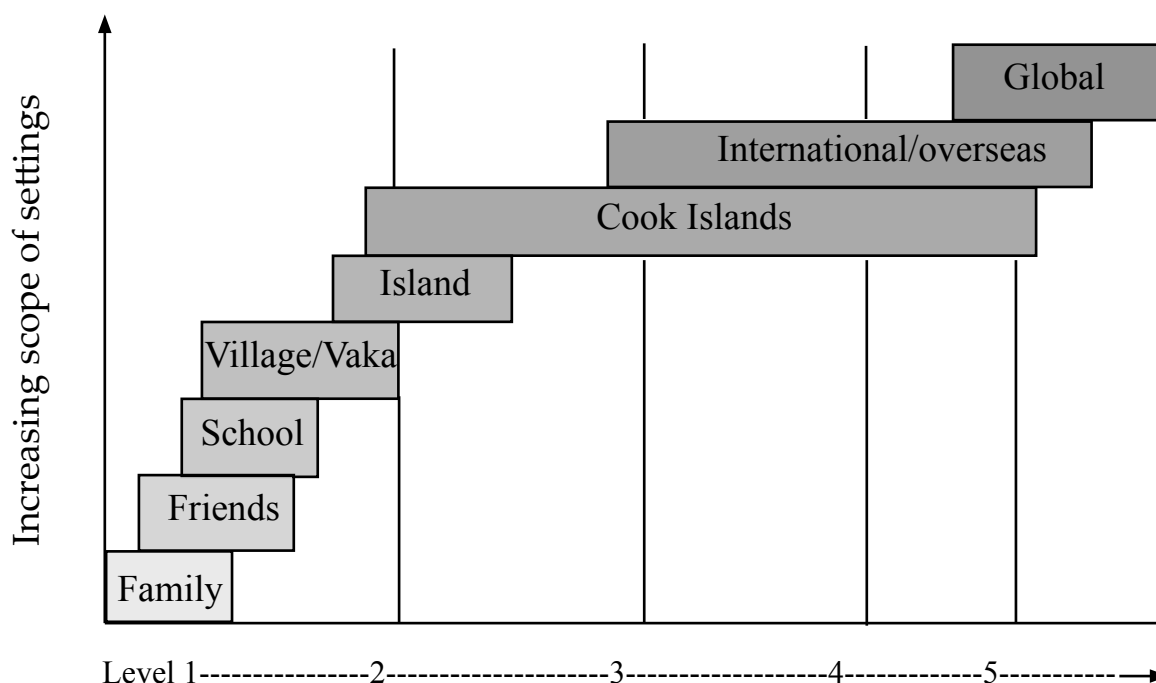 Increasing scope of settings
Global
International/overseas
Cook Islands
Island
Village/Vaka
School
Friends
Family
Level 1----------------2---------------------3-------------------4-------------5------------